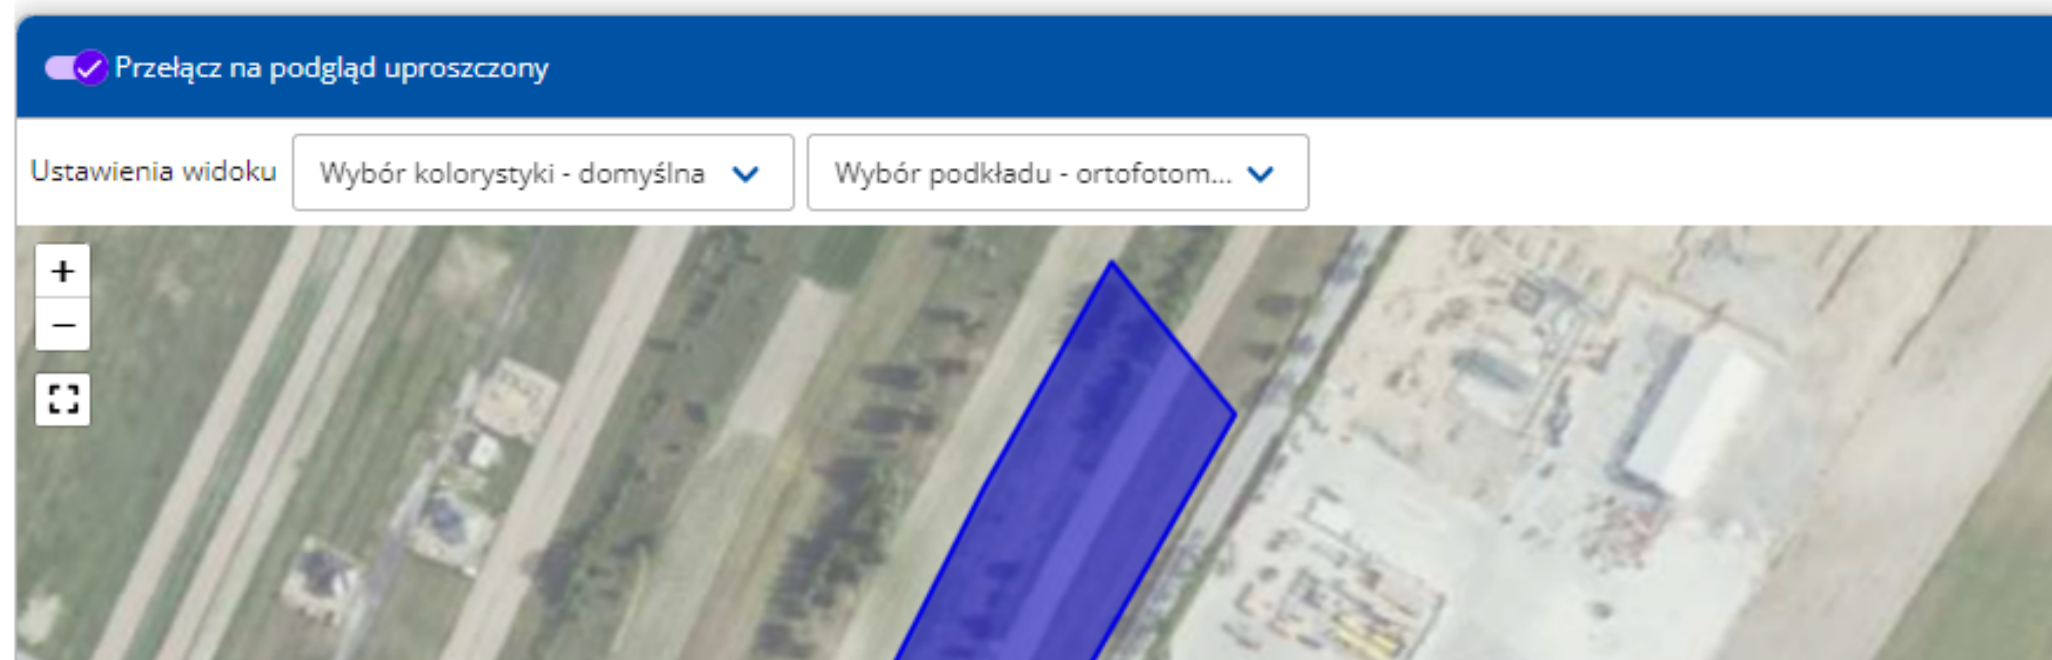 Przełącz na podgląd uproszczony
Ustawienia widoku
Wybór kolorystyki - domyślna
Wybór podkładu - ortofotom...
+
−